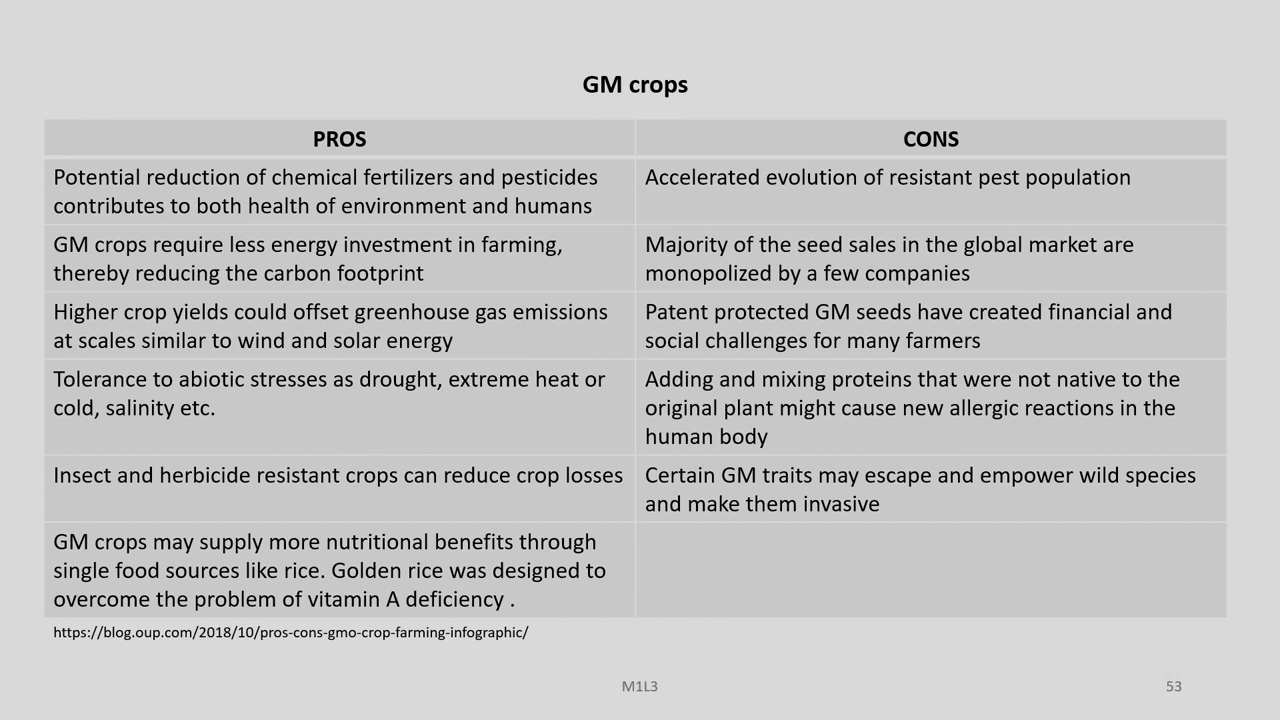 GM crops
PROS
CONS
Potential reduction of chemical fertilizers and pesticides
contributes to both health of environment and humans
Accelerated evolution of resistant pest population
GM crops require less energy investment in farming,
thereby reducing the carbon footprint
Majority of the seed sales in the global market are
monopolized by a few companies
Higher crop yields could offset greenhouse gas emissions
at scales similar to wind and solar energy
Patent protected GM seeds have created financial and
social challenges for many farmers
Tolerance to abiotic stresses as drought, extreme heat or
cold, salinity etc.
Adding and mixing proteins that were not native to the
original plant might cause new allergic reactions in the
human body
Insect and herbicide resistant crops can reduce crop losses
Certain GM traits may escape and empower wild species
and make them invasive
GM crops may supply more nutritional benefits through
single food sources like rice. Golden rice was designed to
overcome the problem of vitamin A deficiency .
https://blog.oup.com/2018/10/pros-cons-gmo-crop-farming-infographic/
M1L3
53